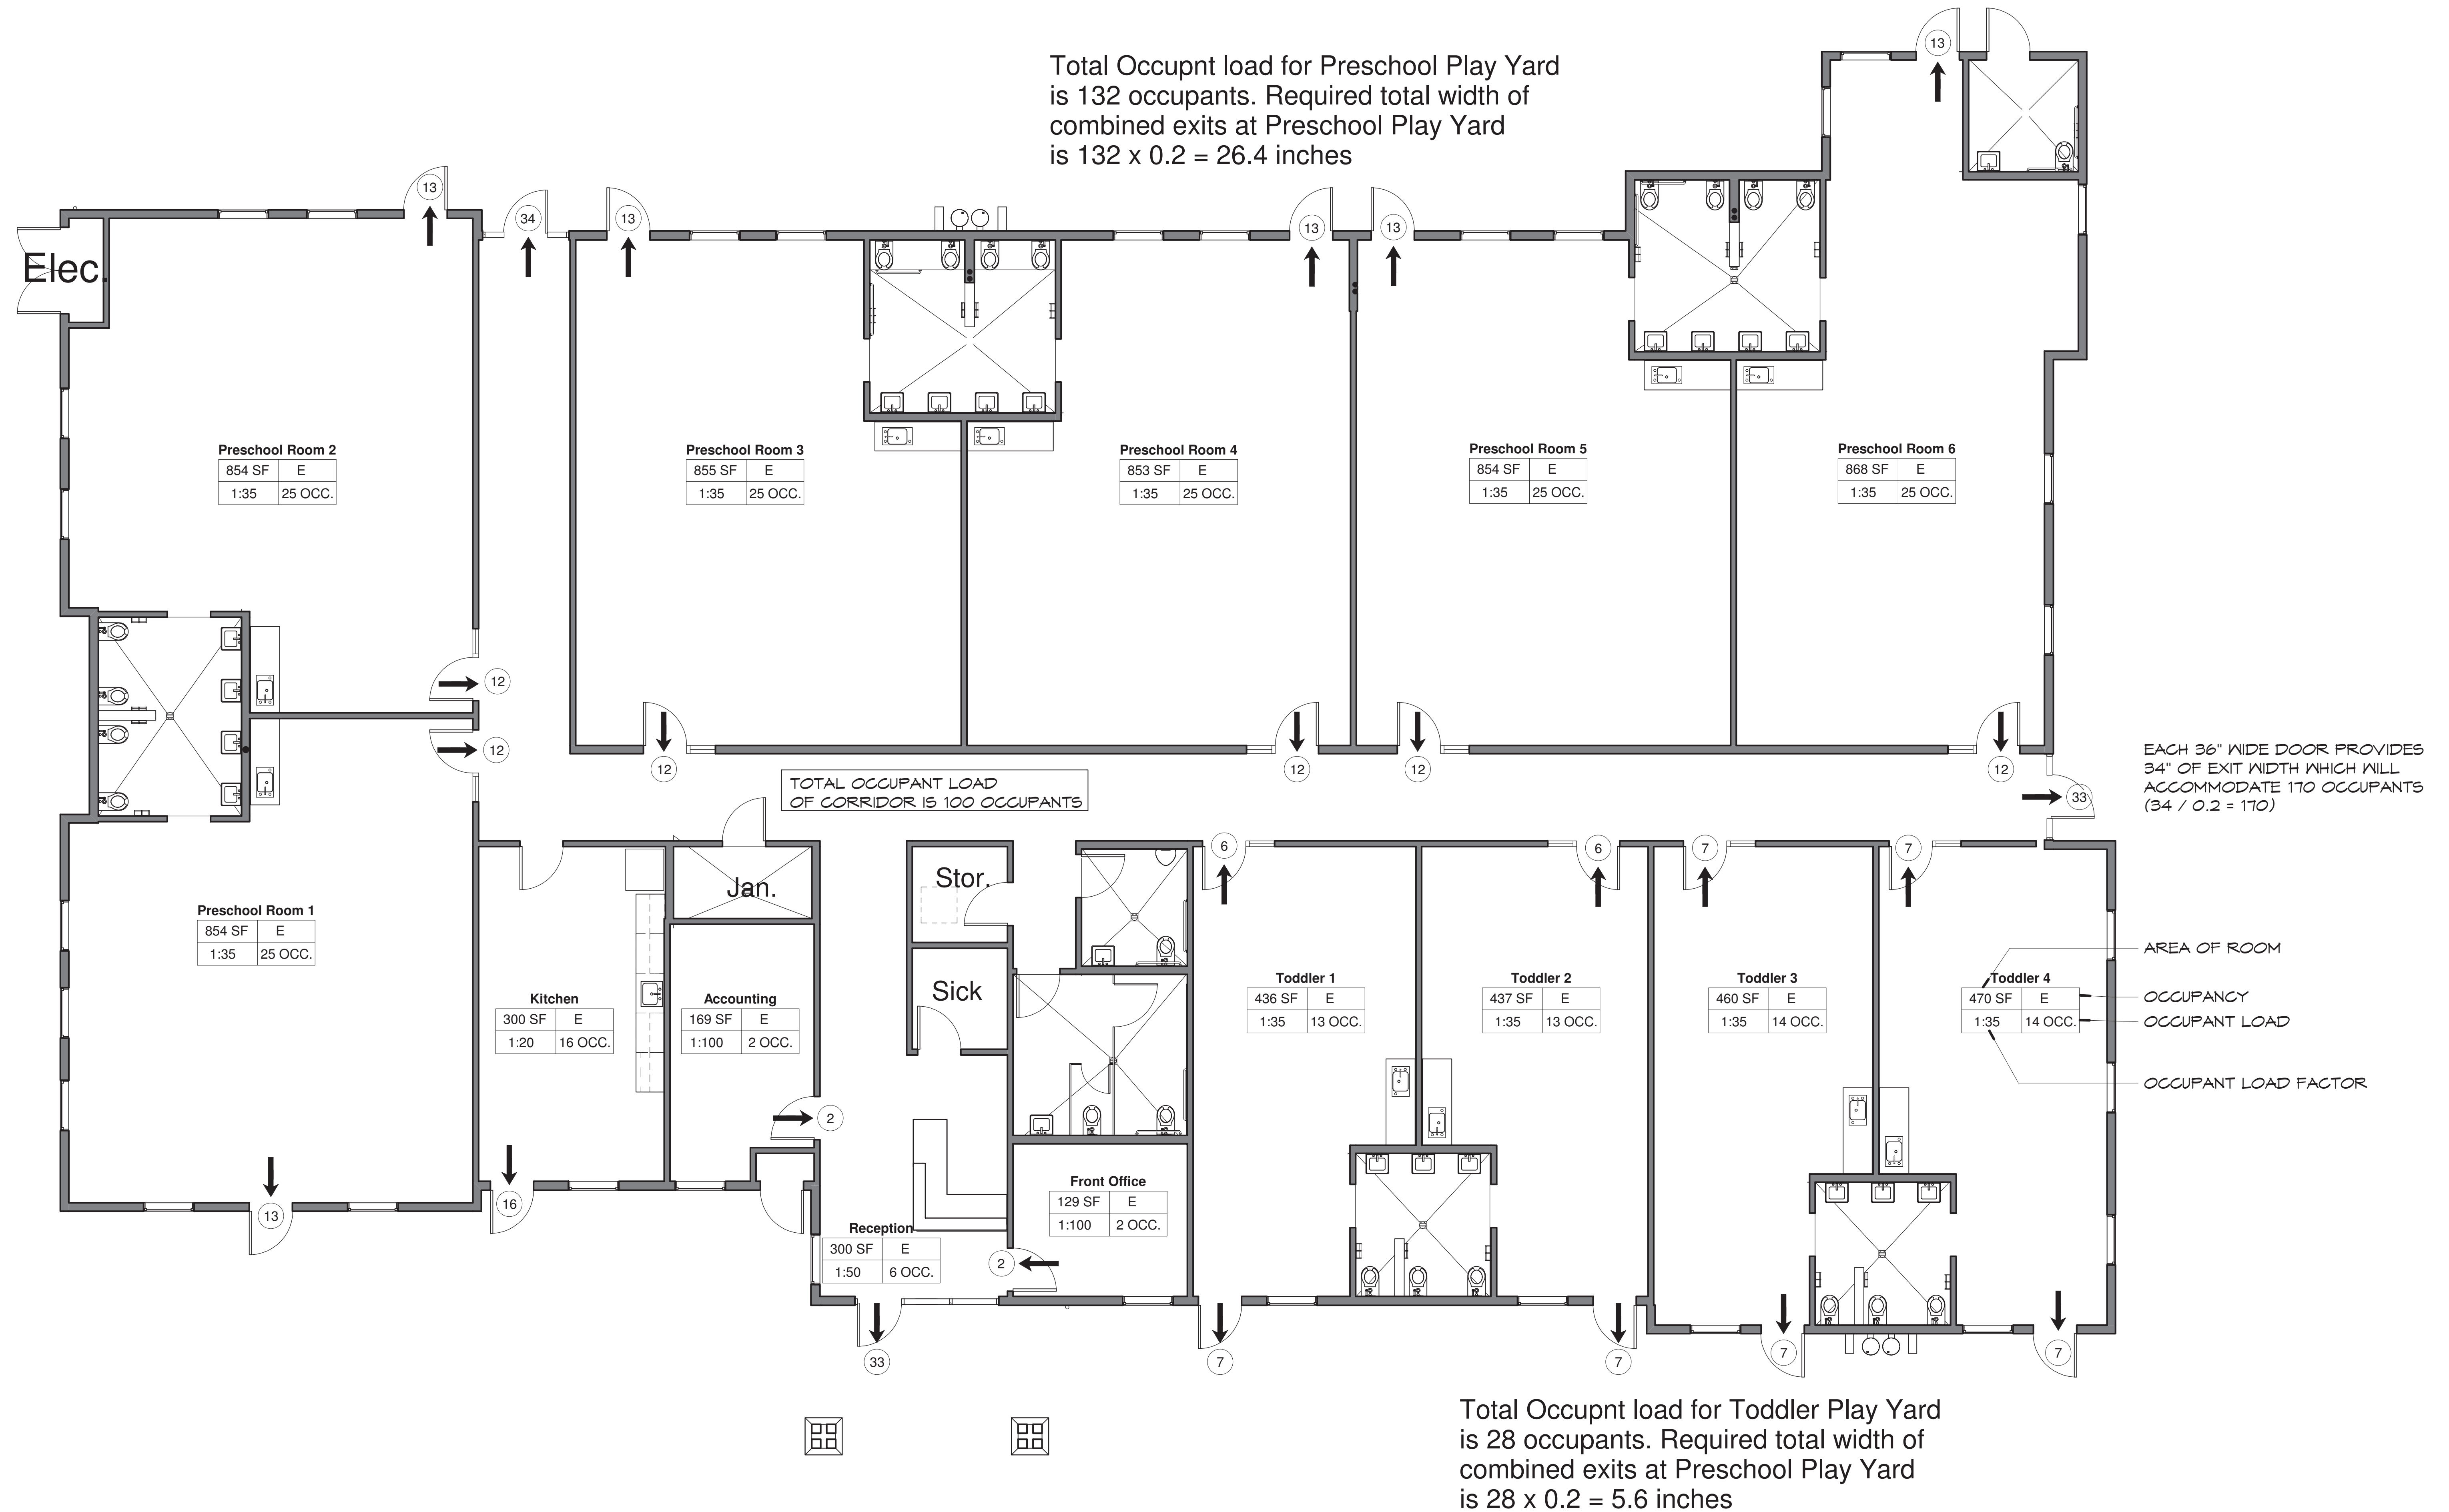 Total Occupnt load for Preschool Play Yard
is 132 occupants. Required total width of
combined exits at Preschool Play Yard
is 132 x 0.2 = 26.4 inches
13
13
34
13
13
13
Elec.
Preschool Room 2
854 SF E
1:35 25 OCC.
Preschool Room 3
855 SF E
1:35 25 OCC.
Preschool Room 4
853 SF E
1:35 25 OCC.
Preschool Room 5
854 SF E
1:35 25 OCC.
Preschool Room 6
868 SF E
1:35 25 OCC.
12
12
12
12
12
12
TOTAL OCCUPANT LOAD
OF CORRIDOR IS 100 OCCUPANTS
33
EACH 36" WIDE DOOR PROVIDES
34" OF EXIT WIDTH WHICH WILL
ACCOMMODATE 170 OCCUPANTS
(34 / 0.2 = 170)
6
6
7
7
Jan.
Stor.
Preschool Room 1
854 SF E
1:35 25 OCC.
Kitchen
300 SF E
1:20 16 OCC.
Accounting
169 SF E
1:100 2 OCC.
Sick
Toddler 1
436 SF E
1:35 13 OCC.
Toddler 2
437 SF E
1:35 13 OCC.
Toddler 3
460 SF E
1:35 14 OCC.
Toddler 4
470 SF E
1:35 14 OCC.
AREA OF ROOM
OCCUPANCY
OCCUPANT LOAD
OCCUPANT LOAD FACTOR
2
Front Office
129 SF E
1:100 2 OCC.
13
16
Reception
300 SF E
1:50 6 OCC.
2
33
7
7
7
7
Total Occupnt load for Toddler Play Yard
is 28 occupants. Required total width of
combined exits at Preschool Play Yard
is 28 x 0.2 = 5.6 inches